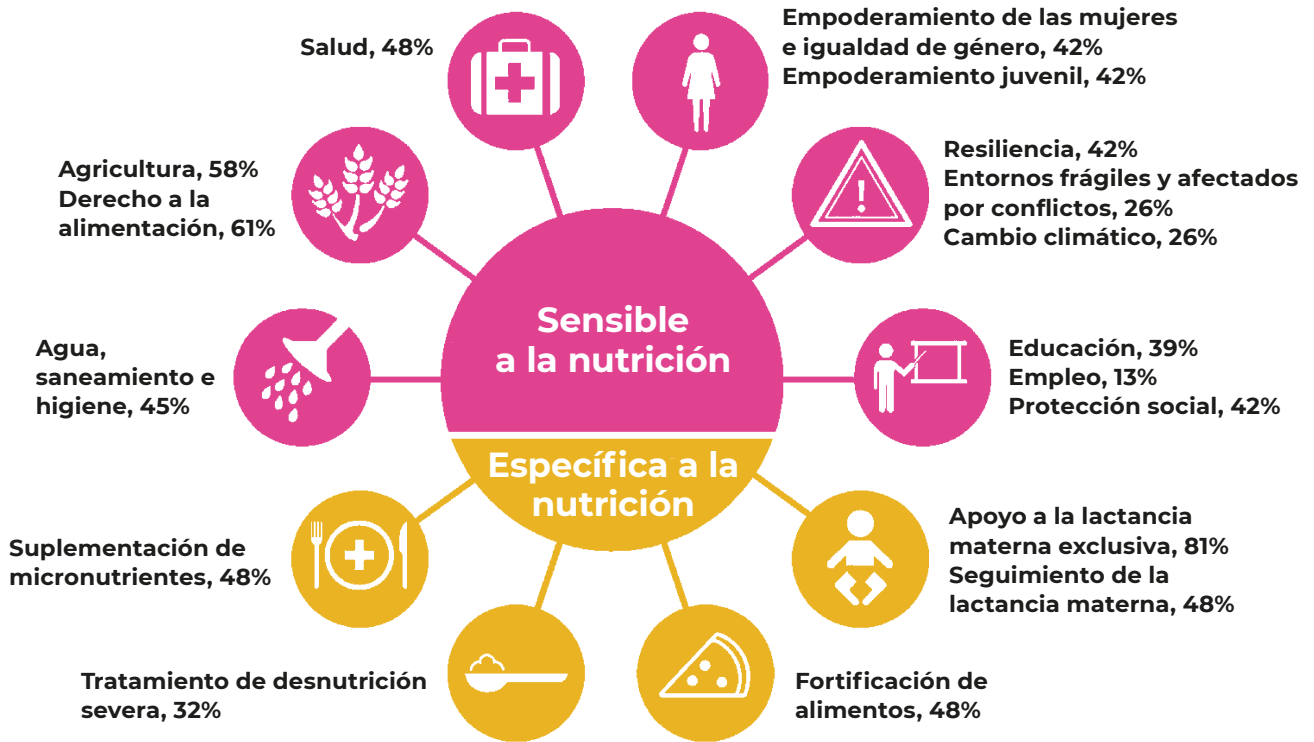 Salud, 48%
Empoderamiento de las mujeres
e igualdad de género, 42%
Empoderamiento juvenil, 42%
Agricultura, 58%
Derecho a la
alimentación, 61%
!
Resiliencia, 42%
Entornos frágiles y afectados
por conflictos, 26%
Cambio climático, 26%
Sensible
a la nutrición
Agua,
saneamiento e
higiene, 45%
Educación, 39%
Empleo, 13%
Protección social, 42%
Específica a la
nutrición
Suplementación de
micronutrientes, 48%
Apoyo a la lactancia
materna exclusiva, 81%
Seguimiento de la
lactancia materna, 48%
Tratamiento de desnutrición
severa, 32%
Fortificación de
alimentos, 48%